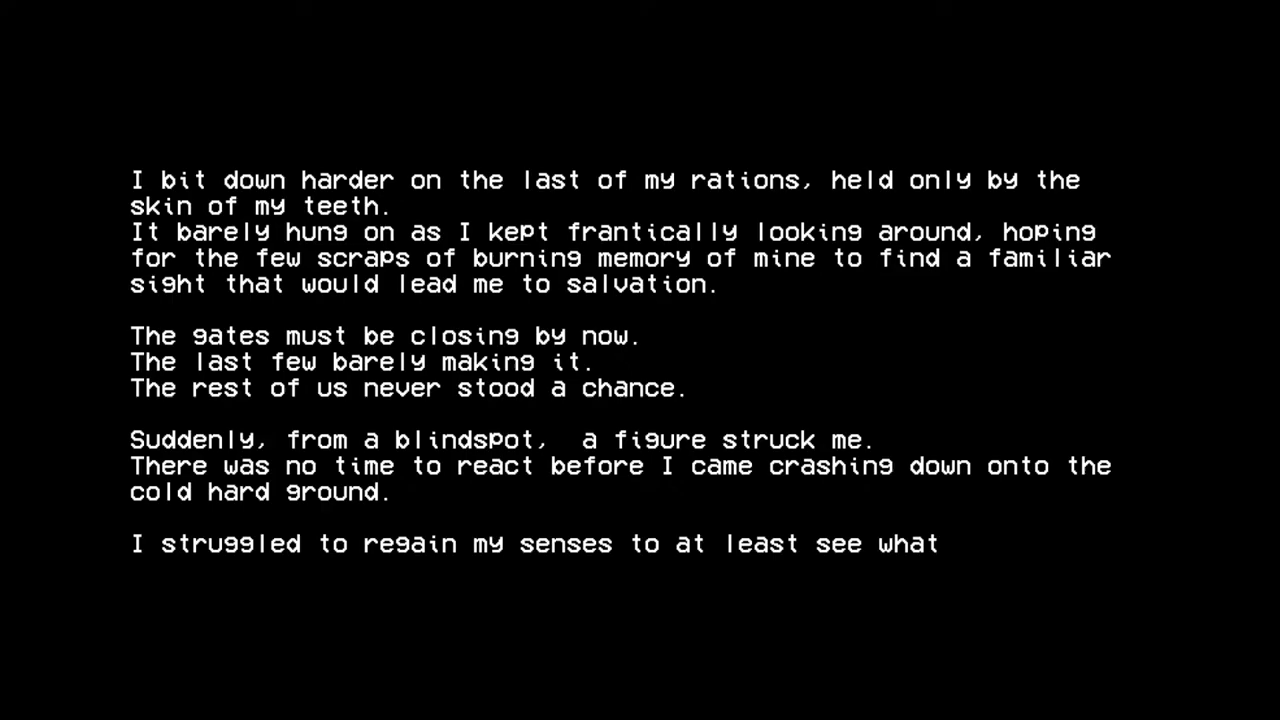 I bit down harder on the last of my rations, held only by the
skin of my teeth.
It barely hung on as I kept frantically looking around, hoping
for the few scraps of burning memory of mine to find a familiar
sight that would lead me to salvation.
The gates must be closing by now.
The last few barely making it.
The rest of us never stood a chance.
Suddenly, from a blindspot,  a figure struck me.
There was no time to react before I came crashing down onto the
cold hard ground.
I struggled to regain my senses to at least see what